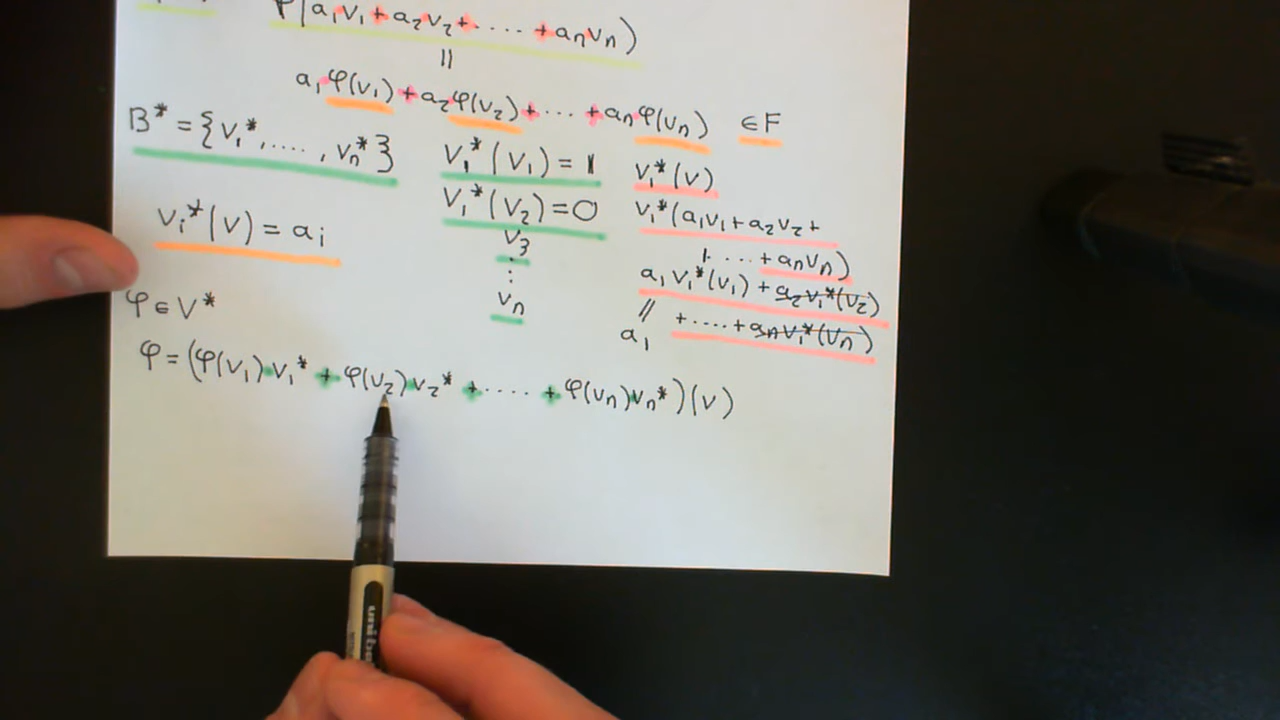 φ(a₁v₁+a₂v₂+....+aₙvₙ)
||
a₁φ(v₁)+a₂φ(v₂)+...+aₙφ(vₙ) ∈F
B*={v₁*,....,vₙ*}
v₁*(v₁)=1
v₁*(v₂)=0
v₃
⋮
vₙ
v₁*(v)
v₁*(a₁v₁+a₂v₂+
....+aₙvₙ)
a₁v₁*(v₁)+a₂v₁*(v₂)
+....+aₙv₁*(vₙ)
||
a₁
vᵢ*(v)=aᵢ
φ∈V*
φ=(φ(v₁)·v₁*+φ(v₂)·v₂*+....+φ(vₙ)·vₙ*)(v)
uni